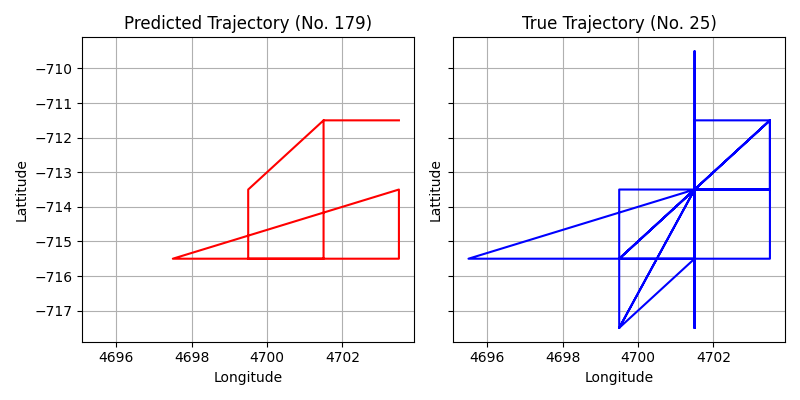 Predicted Trajectory (No. 179)
True Trajectory (No. 25)
Lattitude
−710
−711
−712
−713
−714
−715
−716
−717
4696
4698
4700
4702
Longitude
Lattitude
4696
4698
4700
4702
Longitude